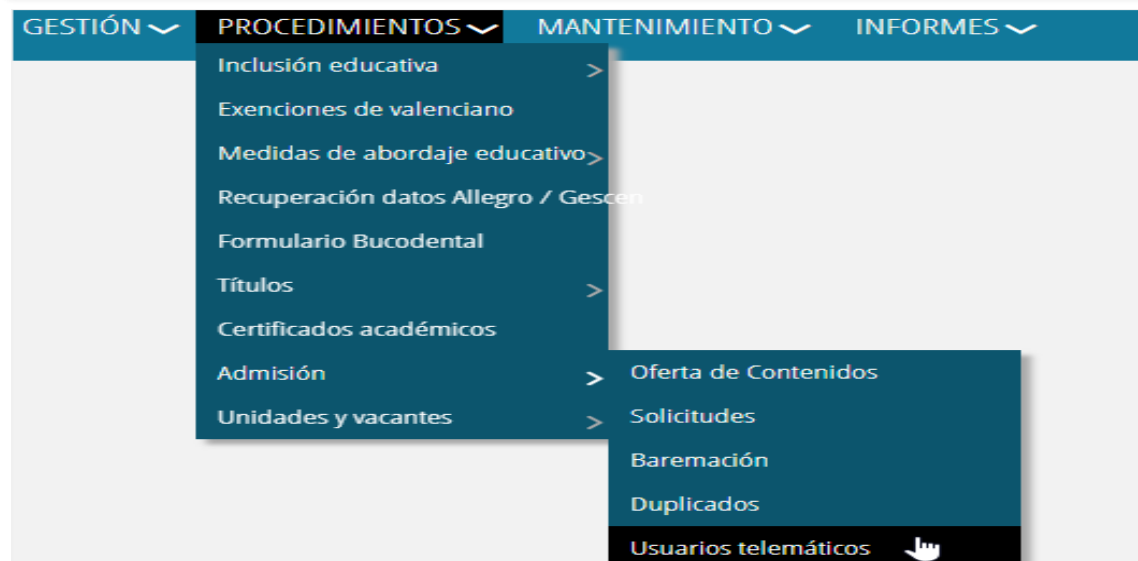 GESTIÓN PROCEDIMIENTOS MANTENIMIENTO INFORMES
Inclusión educativa >
Exenciones de valenciano
Medidas de abordaje educativo >
Recuperación datos Allegro / Gescen
Formulario Bucodental
Títulos >
Certificados académicos
Admisión >
Unidades y vacantes >
Oferta de Contenidos
Solicitudes
Baremación
Duplicados
Usuarios telemáticos